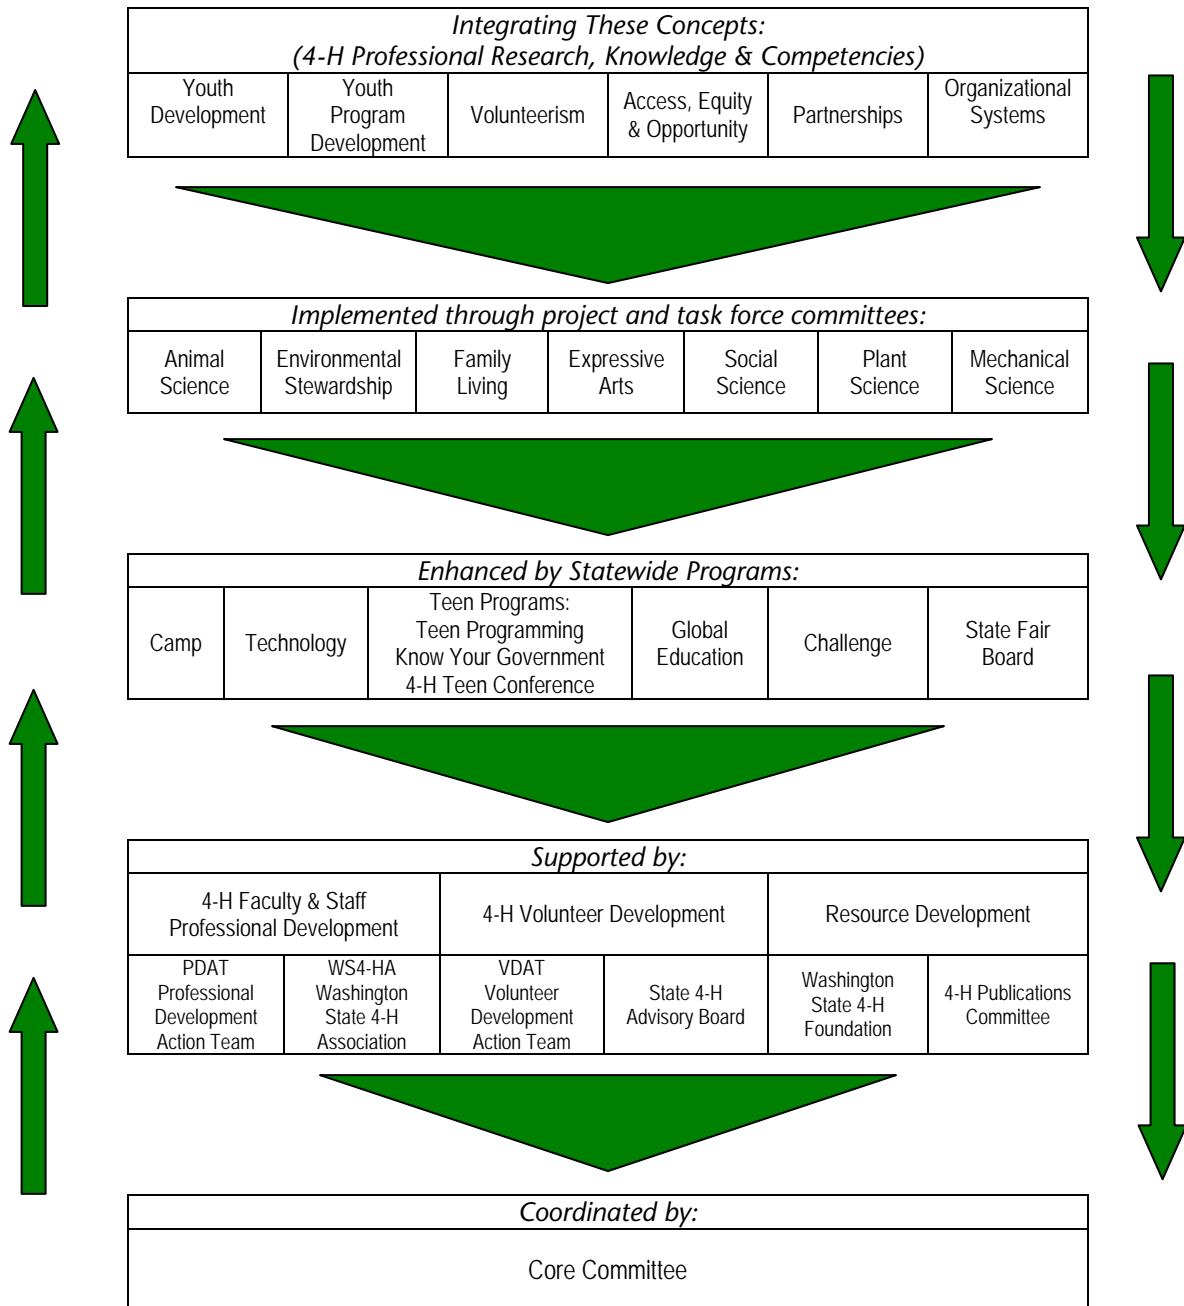 Integrating These Concepts:
(4-H Professional Research, Knowledge & Competencies)
Youth
Development
Youth
Program
Development
Volunteerism
Access, Equity
& Opportunity
Partnerships
Organizational
Systems
Implemented through project and task force committees:
Animal
Science
Environmental
Stewardship
Family
Living
Expressive
Arts
Social
Science
Plant
Science
Mechanical
Science
Enhanced by Statewide Programs:
Camp
Technology
Teen Programs:
Teen Programming
Know Your Government
4-H Teen Conference
Global
Education
Challenge
State Fair
Board
Supported by:
4-H Faculty & Staff
Professional Development
4-H Volunteer Development
Resource Development
PDAT
Professional
Development
Action Team
WS4-HA
Washington
State 4-H
Association
VDAT
Volunteer
Development
Action Team
State 4-H
Advisory Board
Washington
State 4-H
Foundation
4-H Publications
Committee
Coordinated by:
Core Committee